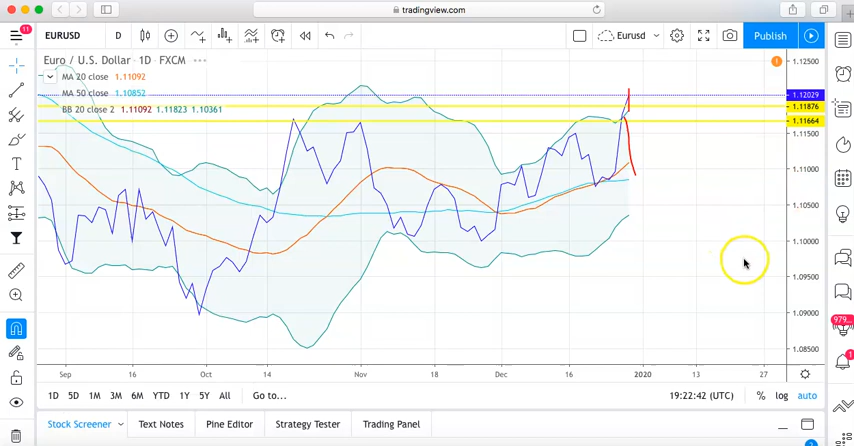 tradingview.com
11
EURUSD
D
Eurusd
Publish
Euro / U.S. Dollar · 1D · FXCM
MA 20 close 1.11092
MA 50 close 1.10852
BB 20 close 2 1.11092 1.11823 1.10361
1.12500
1.12029
1.11876
1.11664
1.11500
1.11000
1.10500
1.10000
1.09500
1.09000
1.08500
Sep
Oct
14
Nov
18
Dec
16
2020
13
27
979...
1
1D 5D 1M 3M 6M YTD 1Y 5Y All Go to...
19:22:42 (UTC) % log auto
Stock Screener Text Notes Pine Editor Strategy Tester Trading Panel